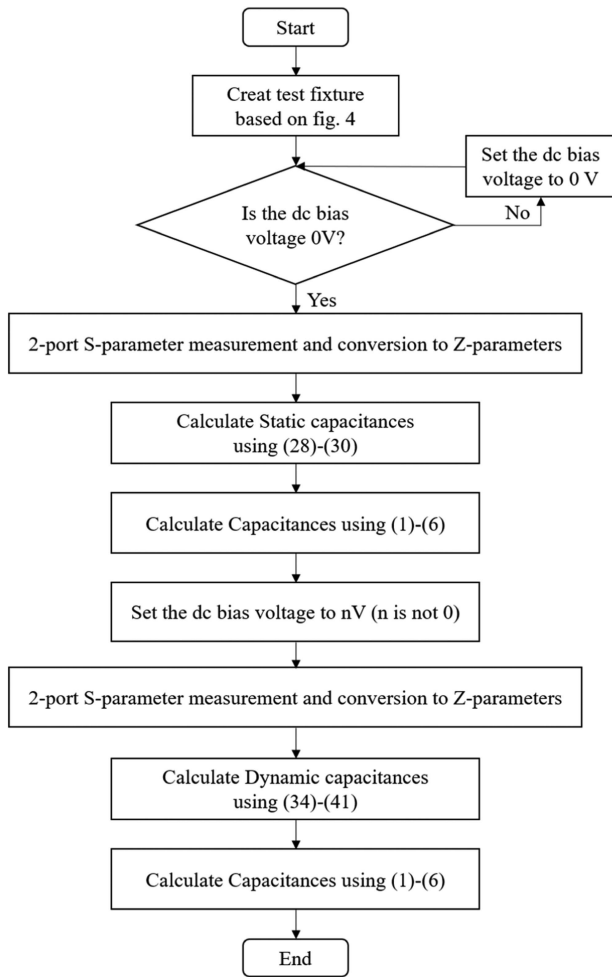 Start
Creat test fixture
based on fig. 4
Set the dc bias
voltage to 0 V
Is the dc bias
voltage 0V?
No
Yes
2-port S-parameter measurement and conversion to Z-parameters
Calculate Static capacitances
using (28)-(30)
Calculate Capacitances using (1)-(6)
Set the dc bias voltage to nV (n is not 0)
2-port S-parameter measurement and conversion to Z-parameters
Calculate Dynamic capacitances
using (34)-(41)
Calculate Capacitances using (1)-(6)
End